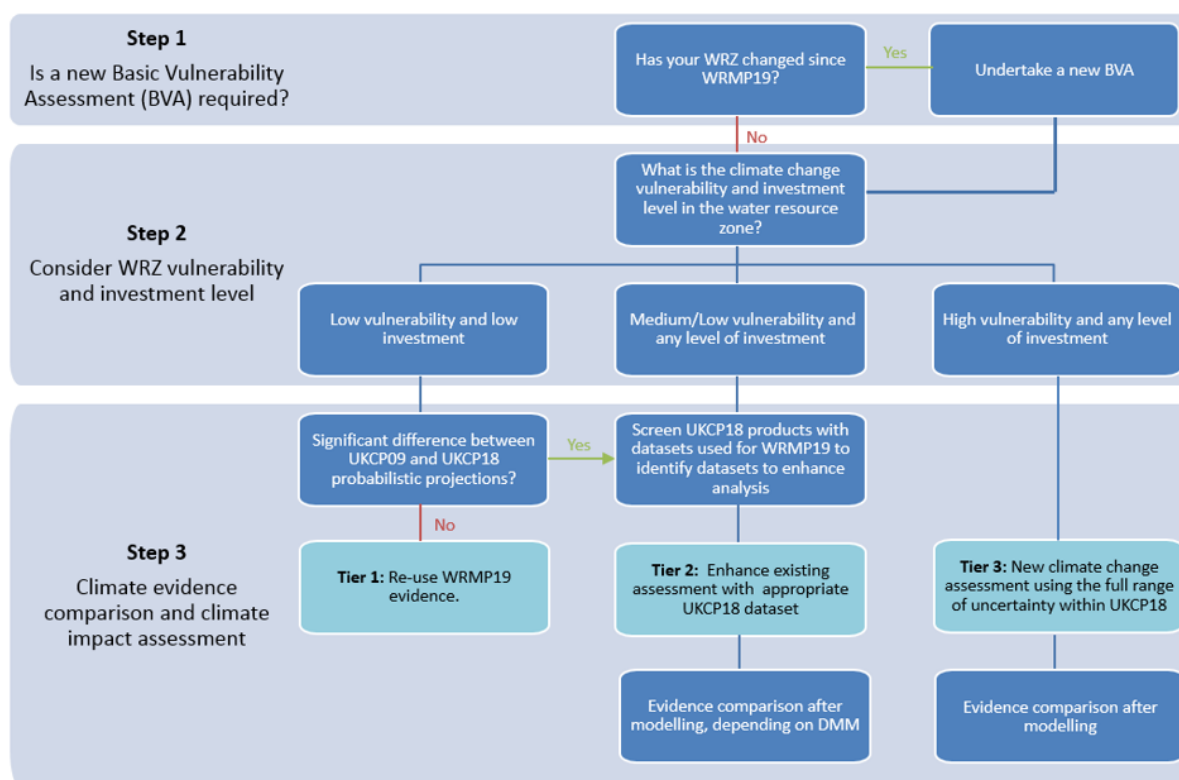 Step 1
Is a new Basic Vulnerability
Assessment (BVA) required?
Has your WRZ changed since
WRMP19?
Yes
Undertake a new BVA
No
Step 2
Consider WRZ vulnerability
and investment level
What is the climate change
vulnerability and investment
level in the water resource
zone?
Low vulnerability and low
investment
Medium/Low vulnerability and
any level of investment
High vulnerability and any level
of investment
Step 3
Climate evidence
comparison and climate
impact assessment
Significant difference between
UKCP09 and UKCP18
probabilistic projections?
Yes
Screen UKCP18 products with
datasets used for WRMP19 to
identify datasets to enhance
analysis
No
Tier 1: Re-use WRMP19
evidence.
Tier 2: Enhance existing
assessment with appropriate
UKCP18 dataset
Tier 3: New climate change
assessment using the full range
of uncertainty within UKCP18
Evidence comparison after
modelling, depending on DMM
Evidence comparison after
modelling